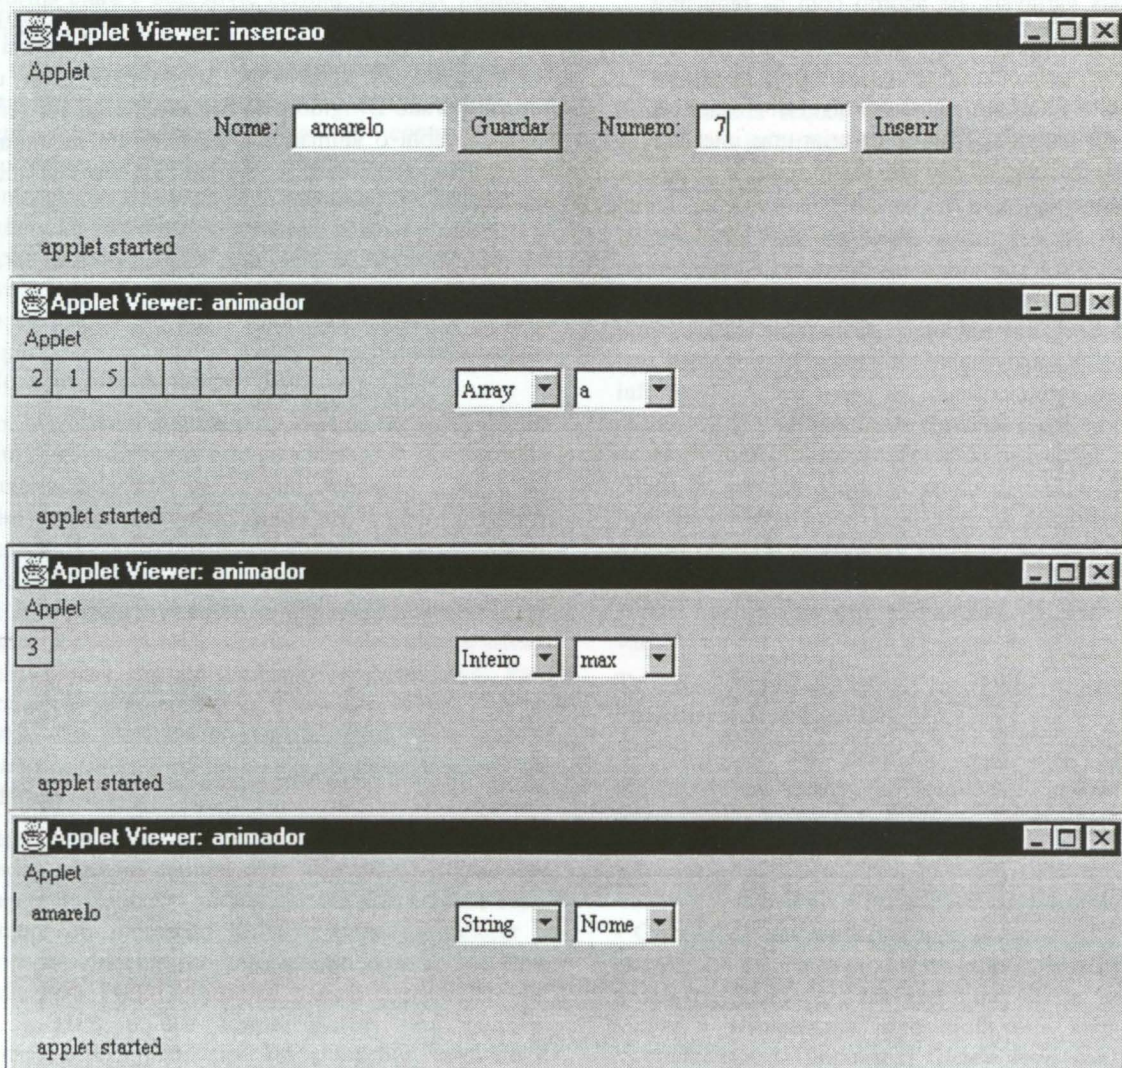 Applet Viewer: insercao
Applet
Nome: amarelo Guardar Numero: 7 Inserir
applet started
Applet Viewer: animador
Applet
2 1 5 Array a
applet started
Applet Viewer: animador
Applet
3 Inteiro max
applet started
Applet Viewer: animador
Applet
amarelo String Nome
applet started